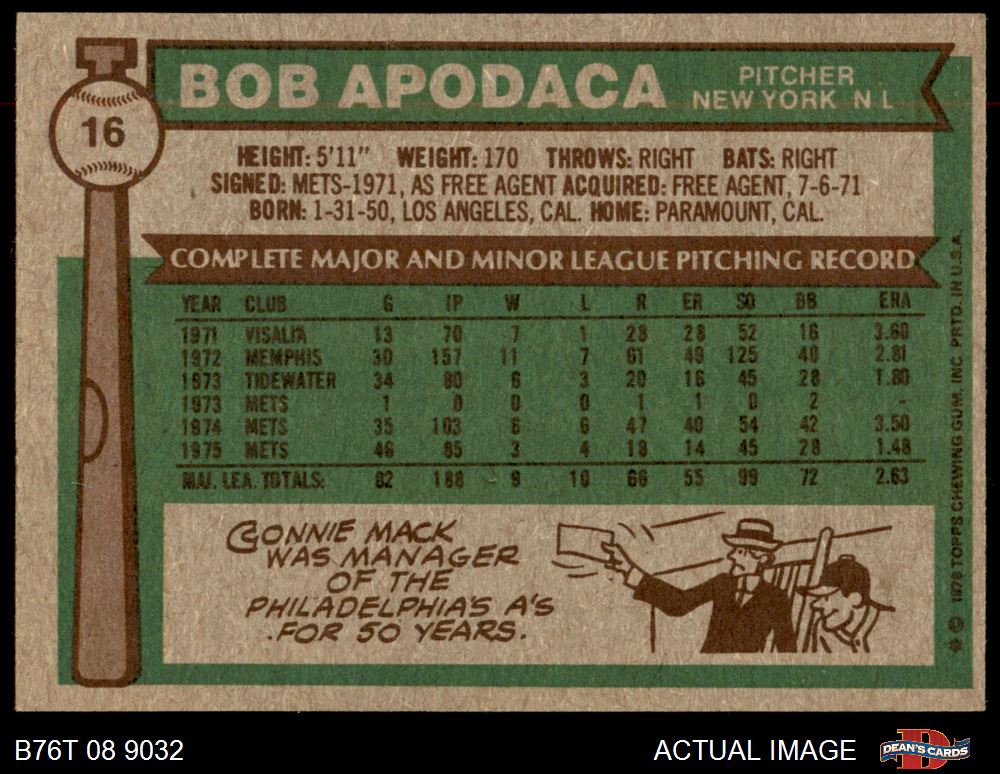 BOB APODACA
PITCHER
NEW YORK N L
16
HEIGHT: 5'11" WEIGHT: 170 THROWS: RIGHT BATS: RIGHT
SIGNED: METS-1971, AS FREE AGENT ACQUIRED: FREE AGENT, 7-6-71
BORN: 1-31-50, LOS ANGELES, CAL. HOME: PARAMOUNT, CAL.
COMPLETE MAJOR AND MINOR LEAGUE PITCHING RECORD
YEAR CLUB G IP W L R ER SO BB ERA
1971 VISALIA 13 70 7 1 28 28 52 16 3.60
1972 MEMPHIS 30 157 11 7 61 49 125 40 2.81
1973 TIDEWATER 34 80 6 3 20 16 45 28 1.80
1973 METS 1 0 0 0 1 1 0 2 -
1974 METS 35 103 6 6 47 40 54 42 3.50
1975 METS 46 85 3 4 18 14 45 28 1.48
MAJ. LEA. TOTALS: 82 188 9 10 66 55 99 72 2.63
CONNIE MACK
WAS MANAGER
OF THE
PHILADELPHIA'S A'S
FOR 50 YEARS.
* © 1976 TOPPS CHEWING GUM, INC PRTD. IN U.S.A.
B76T 08 9032
ACTUAL IMAGE
DEAN'S CARDS